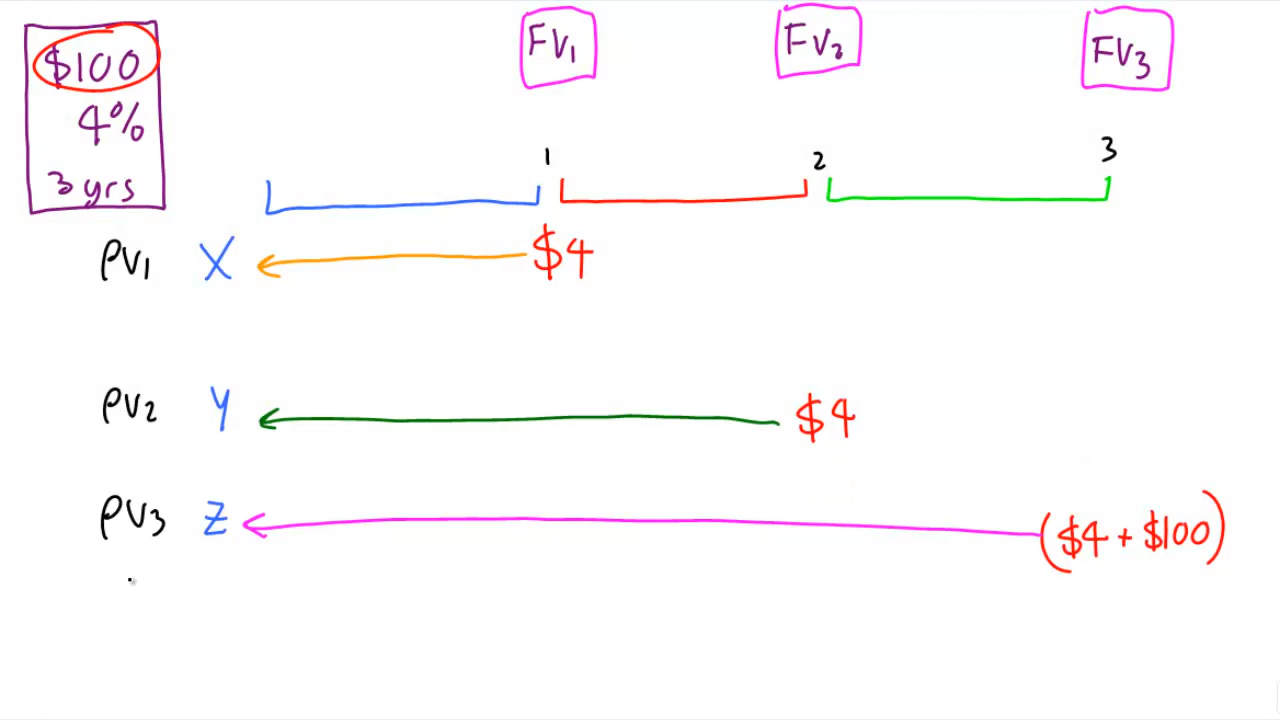 $100
4%
3 yrs
FV1 FV2 FV3
1 2 3
PV1 X $4
PV2 Y $4
PV3 Z ($4 + $100)